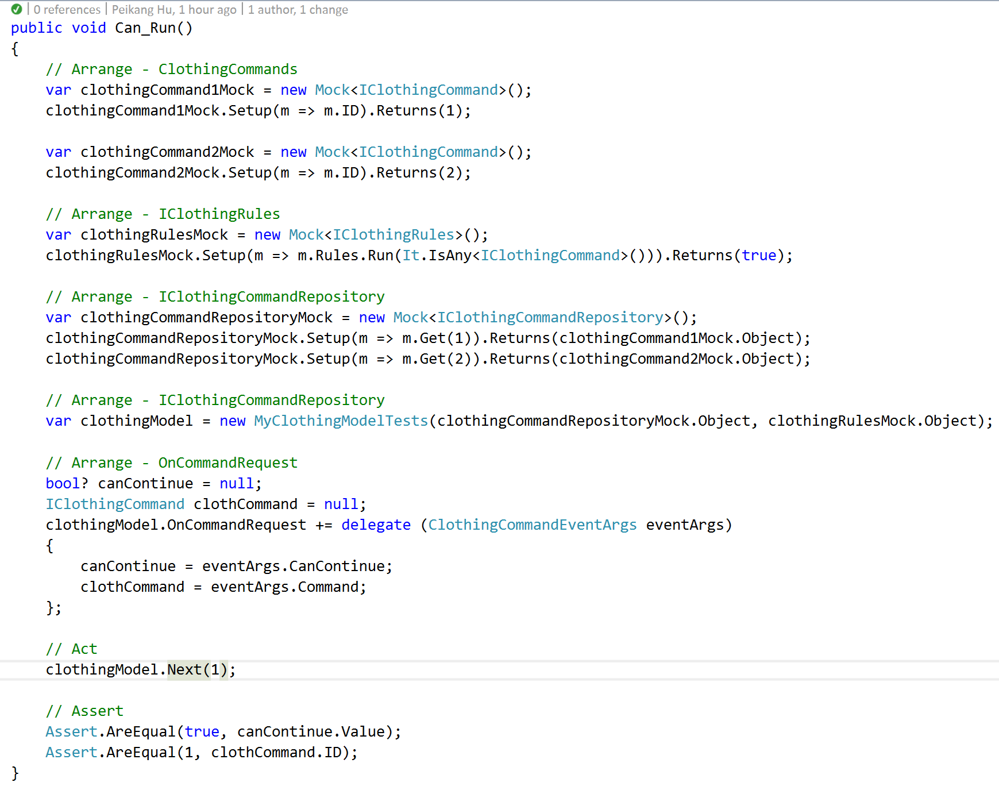 0 references | Peikang Hu, 1 hour ago | 1 author, 1 change
public void Can_Run()
{
    // Arrange - ClothingCommands
    var clothingCommand1Mock = new Mock<IClothingCommand>();
    clothingCommand1Mock.Setup(m => m.ID).Returns(1);

    var clothingCommand2Mock = new Mock<IClothingCommand>();
    clothingCommand2Mock.Setup(m => m.ID).Returns(2);

    // Arrange - IClothingRules
    var clothingRulesMock = new Mock<IClothingRules>();
    clothingRulesMock.Setup(m => m.Rules.Run(It.IsAny<IClothingCommand>())).Returns(true);

    // Arrange - IClothingCommandRepository
    var clothingCommandRepositoryMock = new Mock<IClothingCommandRepository>();
    clothingCommandRepositoryMock.Setup(m => m.Get(1)).Returns(clothingCommand1Mock.Object);
    clothingCommandRepositoryMock.Setup(m => m.Get(2)).Returns(clothingCommand2Mock.Object);

    // Arrange - IClothingCommandRepository
    var clothingModel = new MyClothingModelTests(clothingCommandRepositoryMock.Object, clothingRulesMock.Object);

    // Arrange - OnCommandRequest
    bool? canContinue = null;
    IClothingCommand clothCommand = null;
    clothingModel.OnCommandRequest += delegate (ClothingCommandEventArgs eventArgs)
    {
        canContinue = eventArgs.CanContinue;
        clothCommand = eventArgs.Command;
    };

    // Act
    clothingModel.Next(1);

    // Assert
    Assert.AreEqual(true, canContinue.Value);
    Assert.AreEqual(1, clothCommand.ID);
}